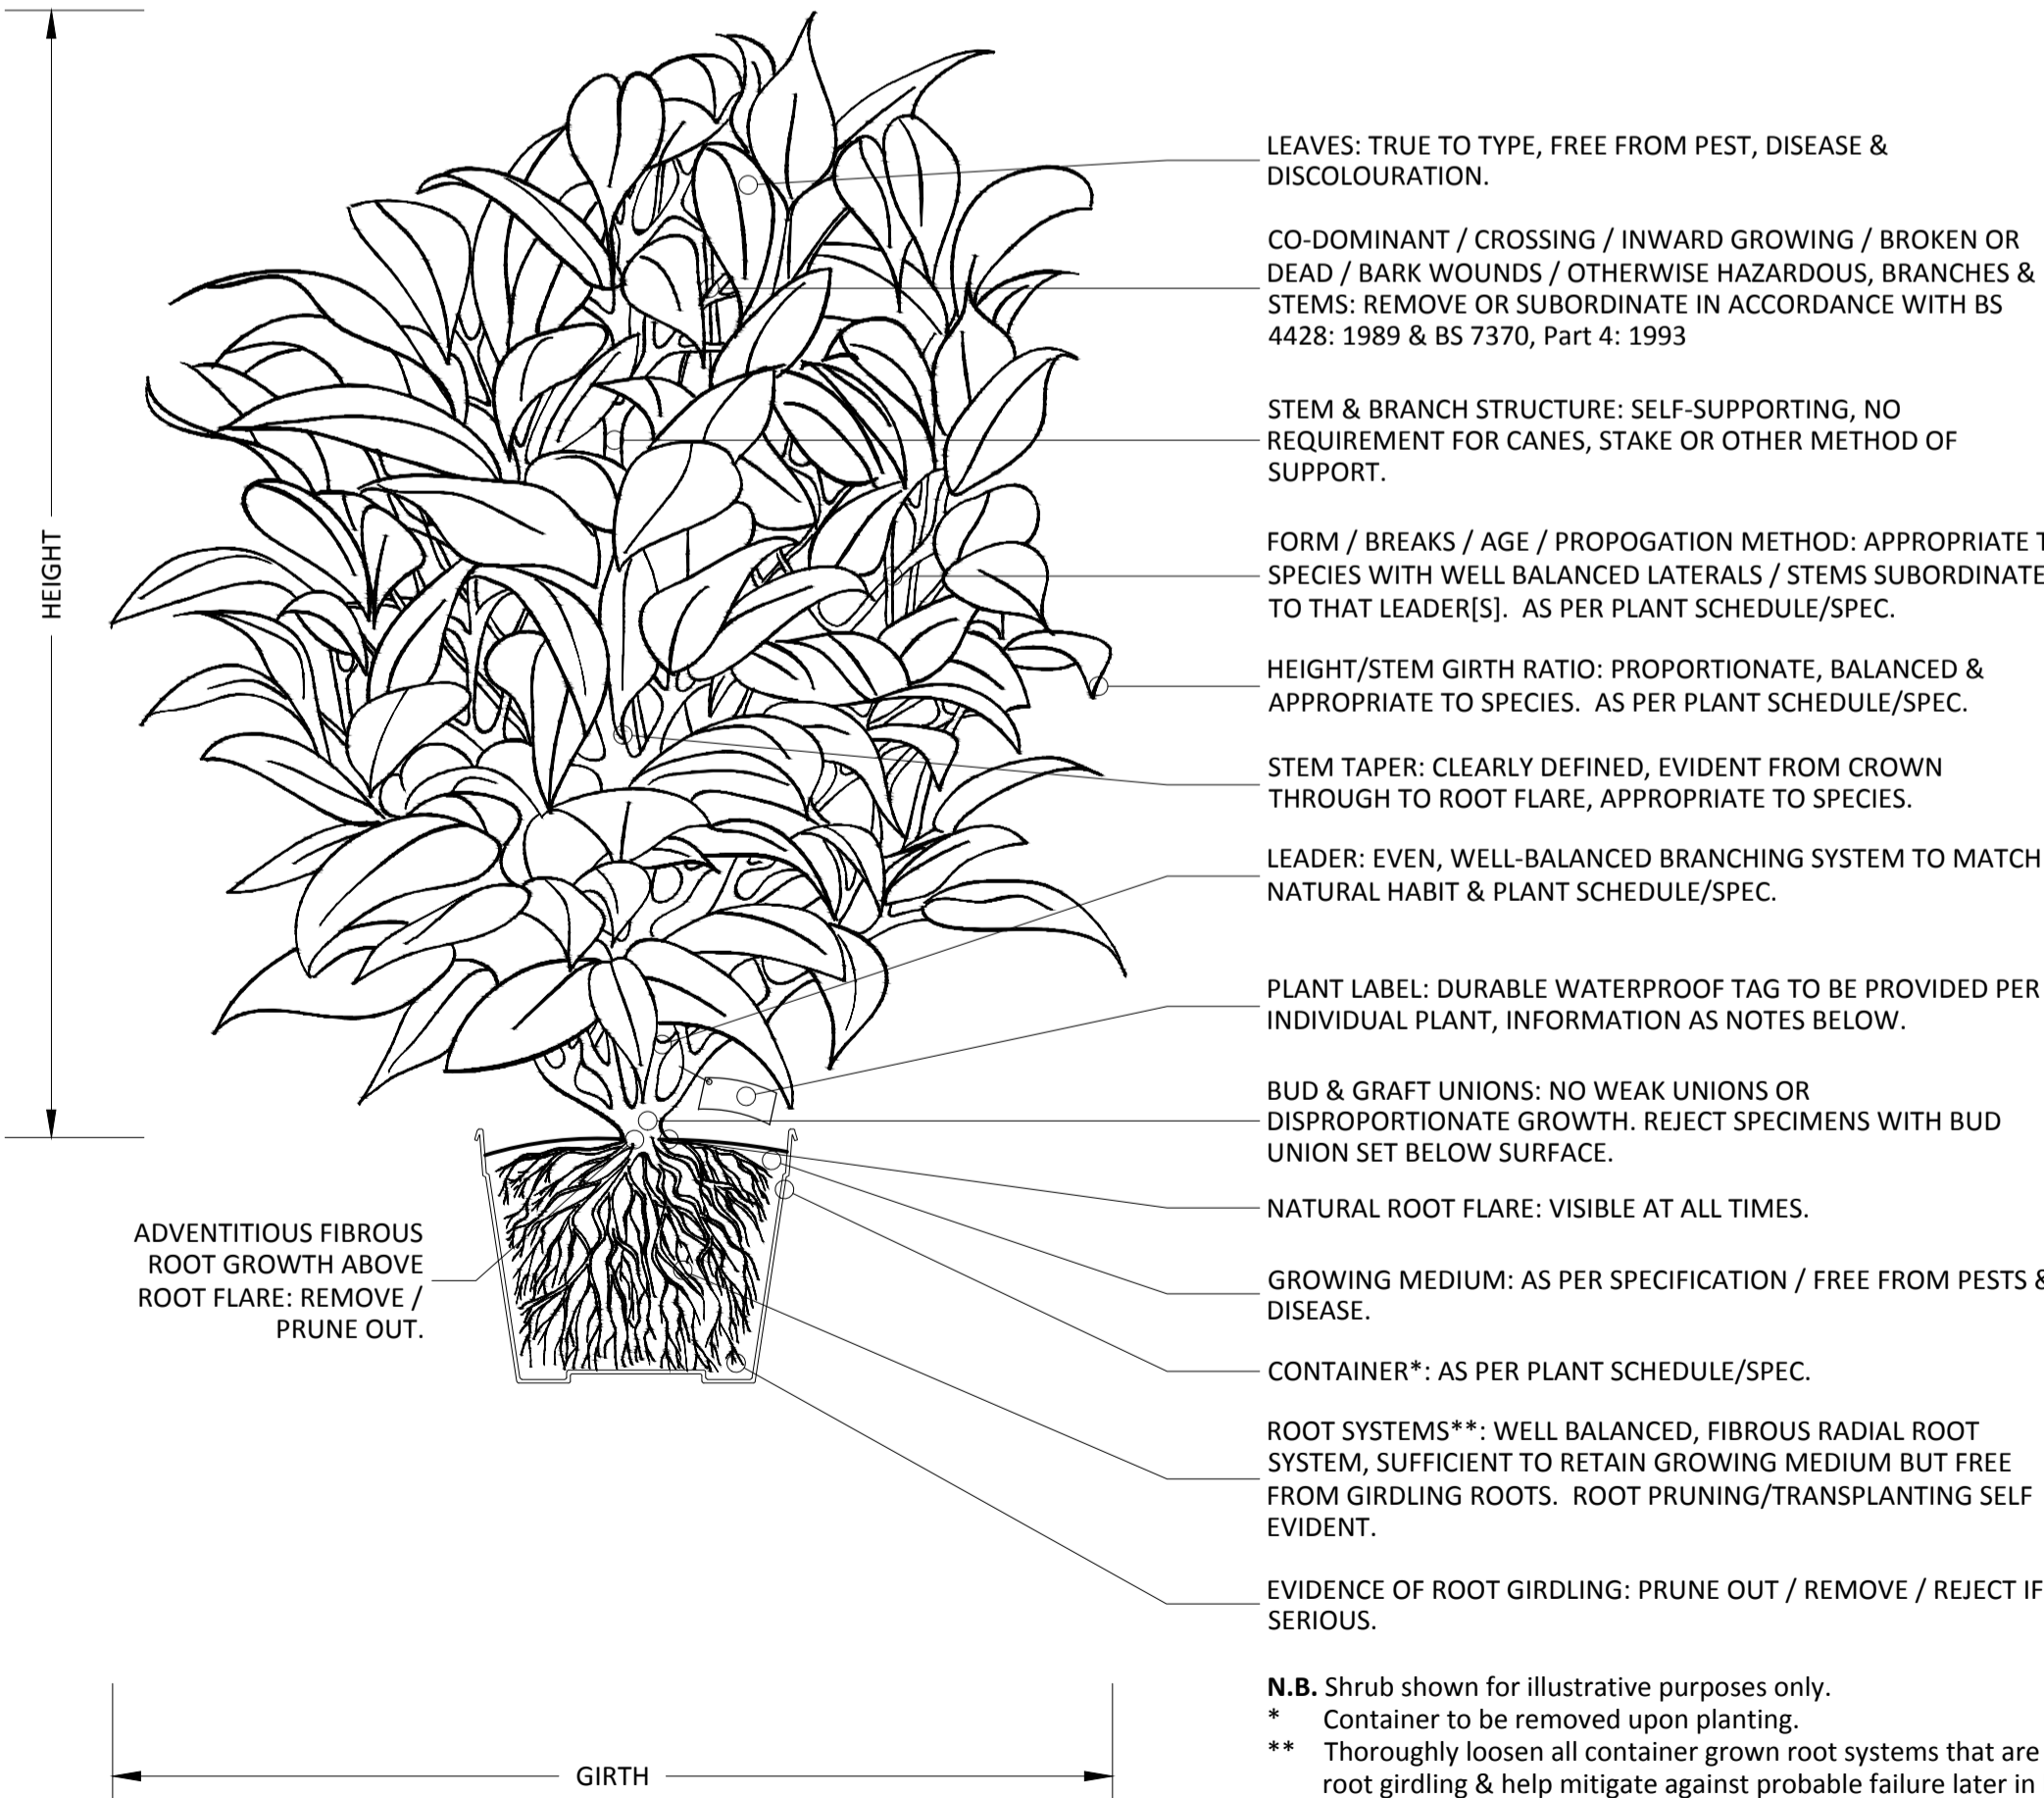 LEAVES: TRUE TO TYPE, FREE FROM PEST, DISEASE &
DISCOLOURATION.
CO-DOMINANT / CROSSING / INWARD GROWING / BROKEN OR
DEAD / BARK WOUNDS / OTHERWISE HAZARDOUS, BRANCHES &
STEMS: REMOVE OR SUBORDINATE IN ACCORDANCE WITH BS
4428: 1989 & BS 7370, Part 4: 1993
STEM & BRANCH STRUCTURE: SELF-SUPPORTING, NO
REQUIREMENT FOR CANES, STAKE OR OTHER METHOD OF
SUPPORT.
HEIGHT
FORM / BREAKS / AGE / PROPOGATION METHOD: APPROPRIATE
SPECIES WITH WELL BALANCED LATERALS / STEMS SUBORDINATE
TO THAT LEADER[S]. AS PER PLANT SCHEDULE/SPEC.
HEIGHT/STEM GIRTH RATIO: PROPORTIONATE, BALANCED &
APPROPRIATE TO SPECIES. AS PER PLANT SCHEDULE/SPEC.
STEM TAPER: CLEARLY DEFINED, EVIDENT FROM CROWN
THROUGH TO ROOT FLARE, APPROPRIATE TO SPECIES.
LEADER: EVEN, WELL-BALANCED BRANCHING SYSTEM TO MATCH
NATURAL HABIT & PLANT SCHEDULE/SPEC.
PLANT LABEL: DURABLE WATERPROOF TAG TO BE PROVIDED PER
INDIVIDUAL PLANT, INFORMATION AS NOTES BELOW.
BUD & GRAFT UNIONS: NO WEAK UNIONS OR
DISPROPORTIONATE GROWTH. REJECT SPECIMENS WITH BUD
UNION SET BELOW SURFACE.
NATURAL ROOT FLARE: VISIBLE AT ALL TIMES.
ADVENTITIOUS FIBROUS
ROOT GROWTH ABOVE
ROOT FLARE: REMOVE /
PRUNE OUT.
GROWING MEDIUM: AS PER SPECIFICATION / FREE FROM PESTS &
DISEASE.
CONTAINER*: AS PER PLANT SCHEDULE/SPEC.
ROOT SYSTEMS**: WELL BALANCED, FIBROUS RADIAL ROOT
SYSTEM, SUFFICIENT TO RETAIN GROWING MEDIUM BUT FREE
FROM GIRDLING ROOTS. ROOT PRUNING/TRANSPLANTING SELF
EVIDENT.
EVIDENCE OF ROOT GIRDLING: PRUNE OUT / REMOVE / REJECT IF
SERIOUS.
N.B. Shrub shown for illustrative purposes only.
* Container to be removed upon planting.
** Thoroughly loosen all container grown root systems that are
root girdling & help mitigate against probable failure later in
GIRTH